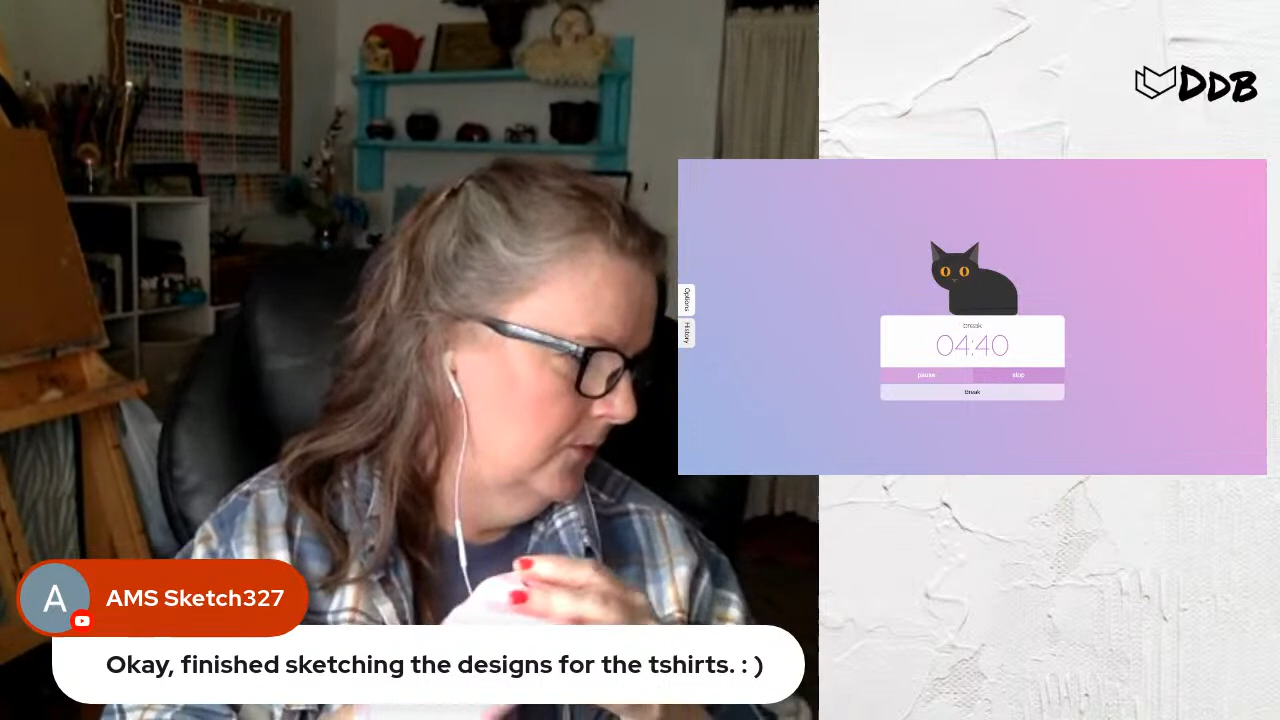 DDB
Options
History
break
04:40
pause
stop
Break
A
AMS Sketch327
Okay, finished sketching the designs for the tshirts. : )